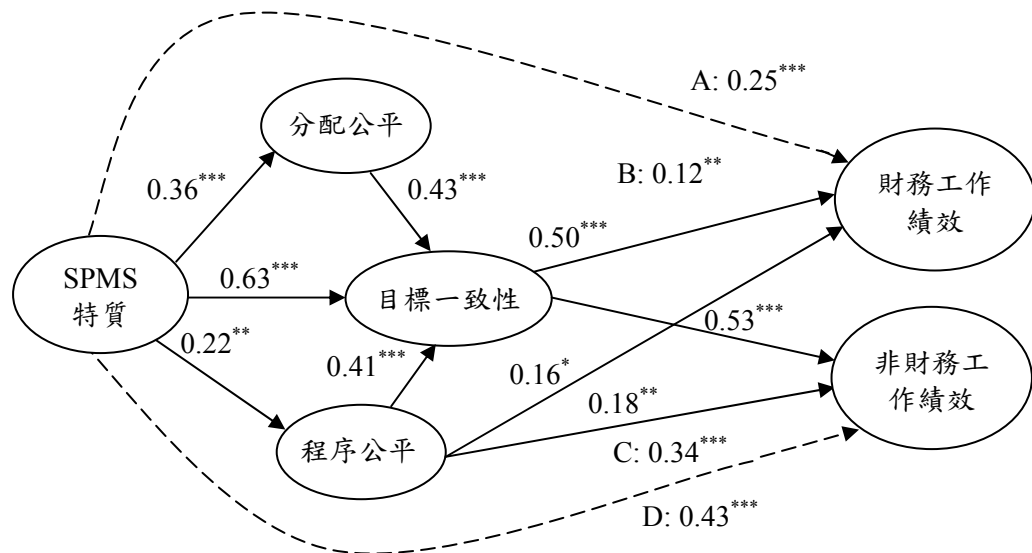 A: 0.25***
分配公平
B: 0.12**
財務工作
績效
0.36***
0.43***
0.50***
SPMS
特質
0.63***
目標一致性
0.53***
0.22**
0.41***
0.16*
非財務工
作績效
0.18**
程序公平
C: 0.34***
D: 0.43***